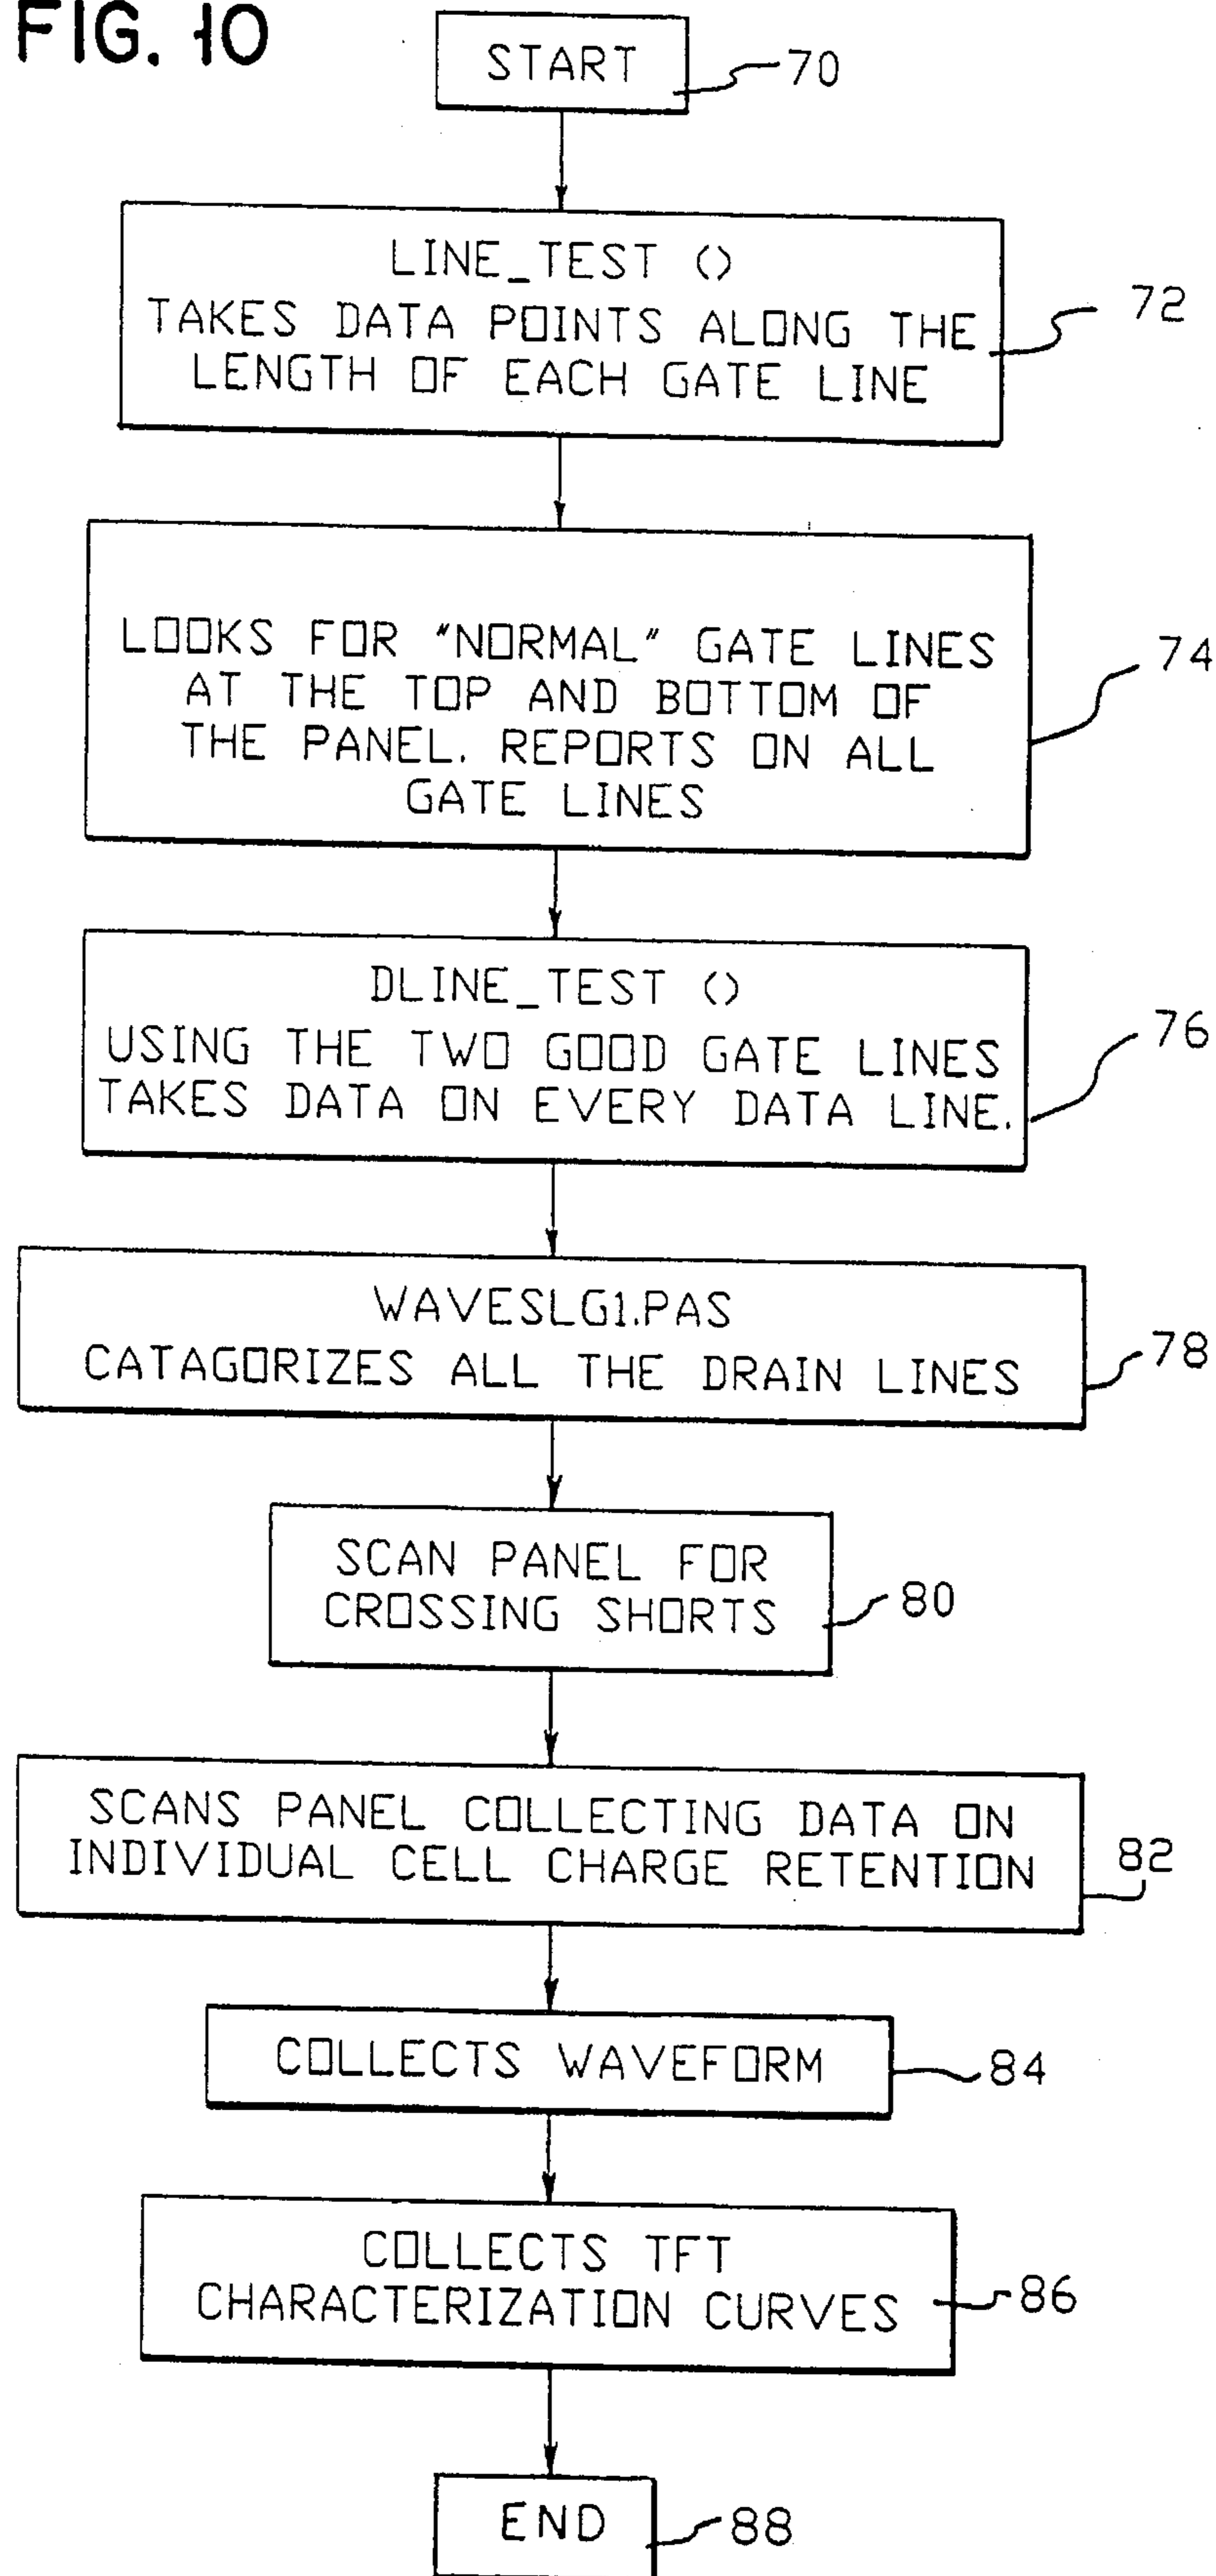 FIG. 10
START
70
LINE_TEST ()
TAKES DATA POINTS ALONG THE
LENGTH OF EACH GATE LINE
72
LOOKS FOR "NORMAL" GATE LINES
AT THE TOP AND BOTTOM OF
THE PANEL. REPORTS ON ALL
GATE LINES
74
DLINE_TEST ()
USING THE TWO GOOD GATE LINES
TAKES DATA ON EVERY DATA LINE.
76
WAVESLG1.PAS
CATAGORIZES ALL THE DRAIN LINES
78
SCAN PANEL FOR
CROSSING SHORTS
80
SCANS PANEL COLLECTING DATA ON
INDIVIDUAL CELL CHARGE RETENTION
82
COLLECTS WAVEFORM
84
COLLECTS TFT
CHARACTERIZATION CURVES
86
END
88